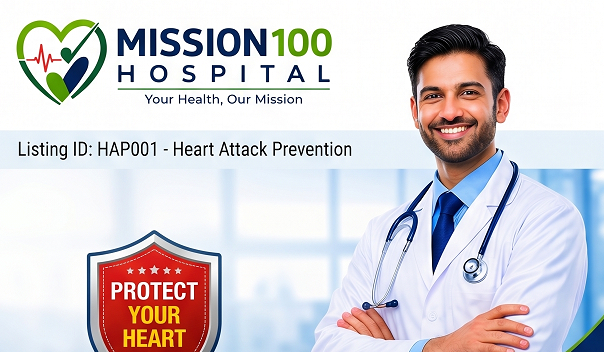 MISSION100
HOSPITAL
Your Health, Our Mission
Listing ID: HAP001 - Heart Attack Prevention
PROTECT
YOUR
HEART